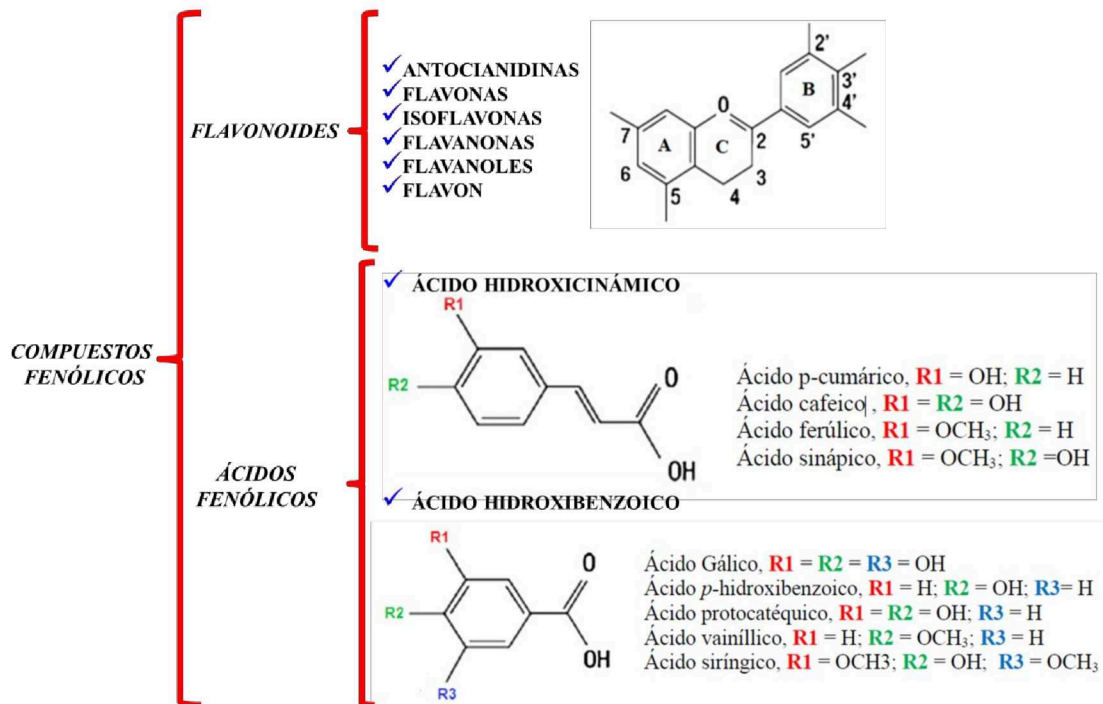 COMPUESTOS
FENÓLICOS
FLAVONOIDES
✓ANTOCIANIDINAS
✓FLAVONAS
✓ISOFLAVONAS
✓FLAVANONAS
✓FLAVANOLES
✓FLAVON
2'
3'
4'
5'
B
O
7
A
C
2
6
5
4
3
ÁCIDOS
FENÓLICOS
✓ ÁCIDO HIDROXICINÁMICO
R1
R2
O
OH
Ácido p-cumárico, R1 = OH; R2 = H
Ácido cafeico , R1 = R2 = OH
Ácido ferúlico, R1 = OCH₃; R2 = H
Ácido sinápico, R1 = OCH₃; R2 =OH
✓ ÁCIDO HIDROXIBENZOICO
R1
R2
R3
O
OH
Ácido Gálico, R1 = R2 = R3 = OH
Ácido p-hidroxibenzoico, R1 = H; R2 = OH; R3= H
Ácido protocatéquico, R1 = R2 = OH; R3 = H
Ácido vainíllico, R1 = H; R2 = OCH₃; R3 = H
Ácido siríngico, R1 = OCH3; R2 = OH; R3 = OCH₃